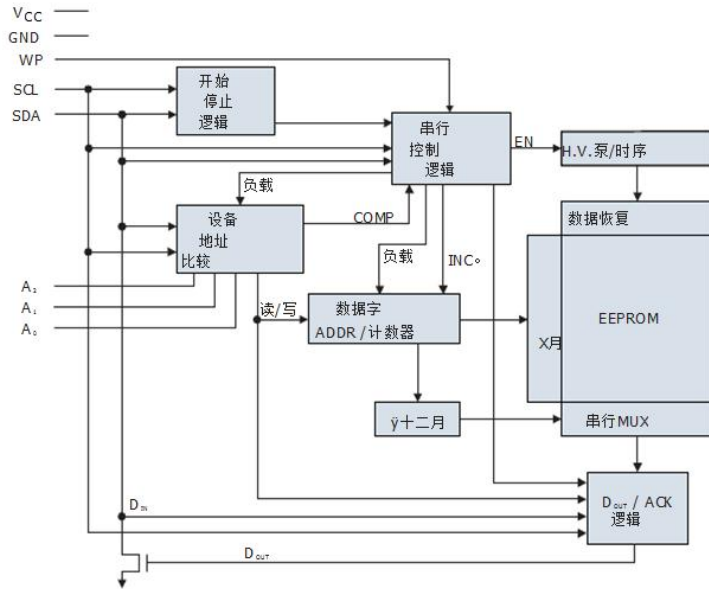 VCC
GND
WP
SCL
SDA
开始
停止
逻辑
串行
控制
逻辑
EN
H.V.泵/时序
负载
设备
地址
比较
COMP
数据恢复
A₂
A₁
A₀
负载
INC。
读/写
数据字
ADDR/计数器
X月
EEPROM
ÿ十二月
串行MUX
DIN
DOUT / ACK
逻辑
DOUT